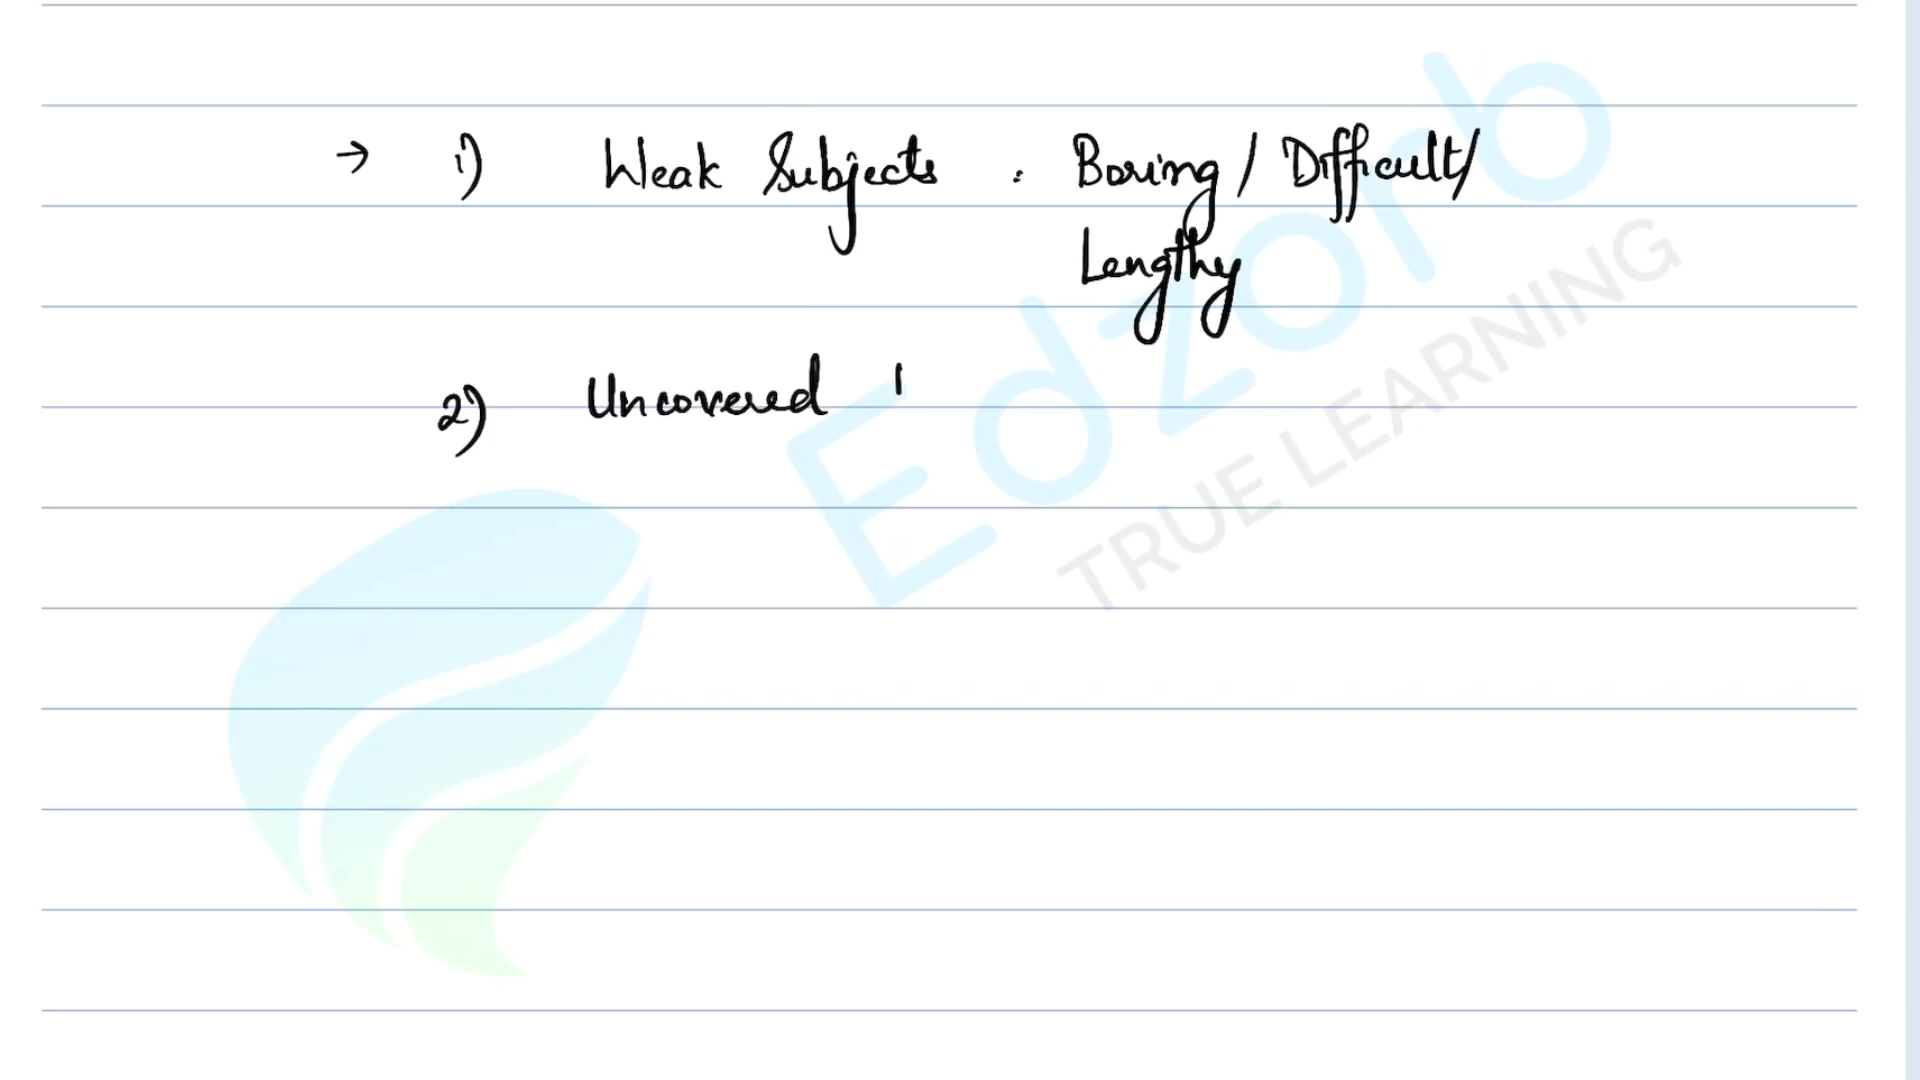 → 1) Weak Subjects : Boring / Difficult/
Lengthy
2) Uncovered
Edzorb
TRUE LEARNING